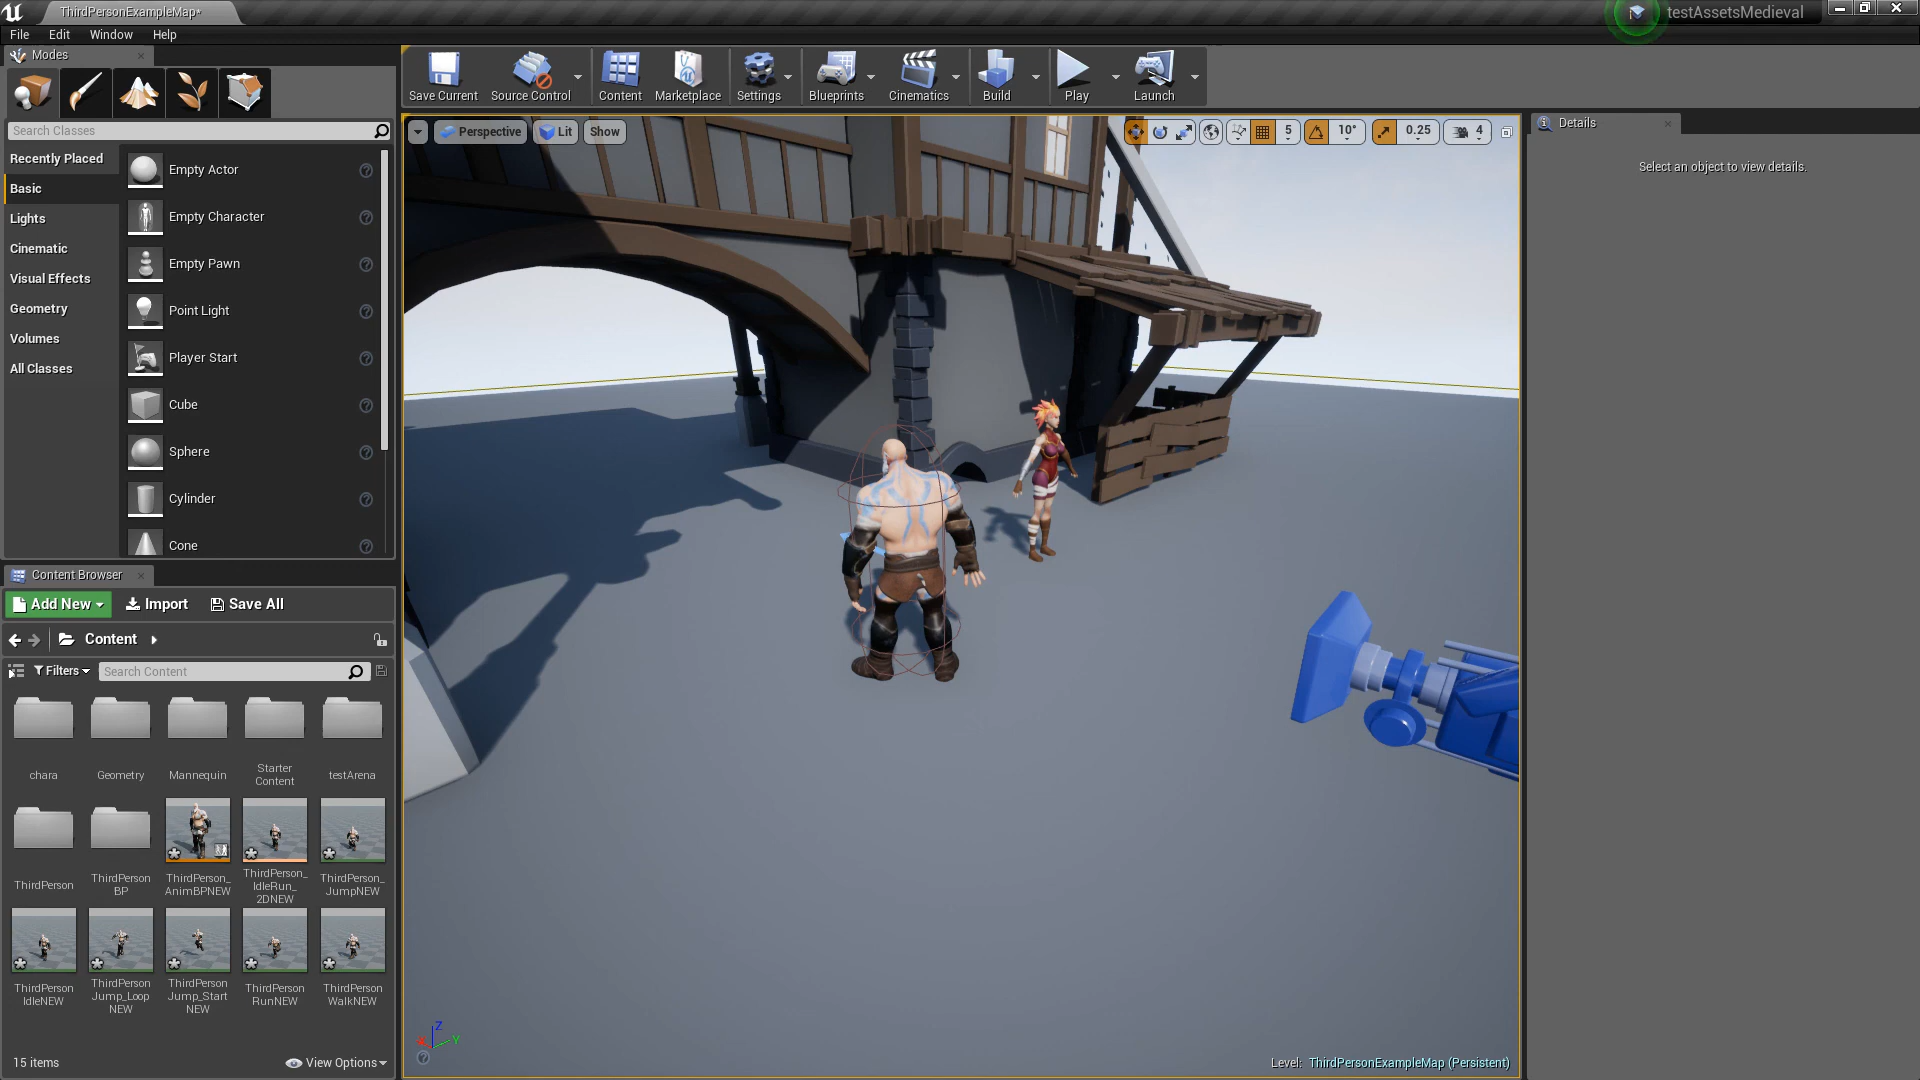 ThirdPersonExampleMap*
testAssetsMedieval
File Edit Window Help
Modes
Save Current Source Control Content Marketplace Settings Blueprints Cinematics Build Play Launch
Search Classes
Perspective Lit Show
5 10° 0.25 4
Details
Select an object to view details.
Recently Placed
Basic
Lights
Cinematic
Visual Effects
Geometry
Volumes
All Classes
Empty Actor
Empty Character
Empty Pawn
Point Light
Player Start
Cube
Sphere
Cylinder
Cone
Content Browser
Add New Import Save All
Content
Filters Search Content
chara
Geometry
Mannequin
Starter
Content
testArena
ThirdPerson
ThirdPerson
BP
ThirdPerson_
AnimBPNEW
ThirdPerson_
IdleRun_
2DNEW
ThirdPerson_
JumpNEW
ThirdPerson
IdleNEW
ThirdPerson
Jump_Loop
NEW
ThirdPerson
Jump_Start
NEW
ThirdPerson
RunNEW
ThirdPerson
WalkNEW
15 items
View Options
Z
X
Y
Level: ThirdPersonExampleMap (Persistent)